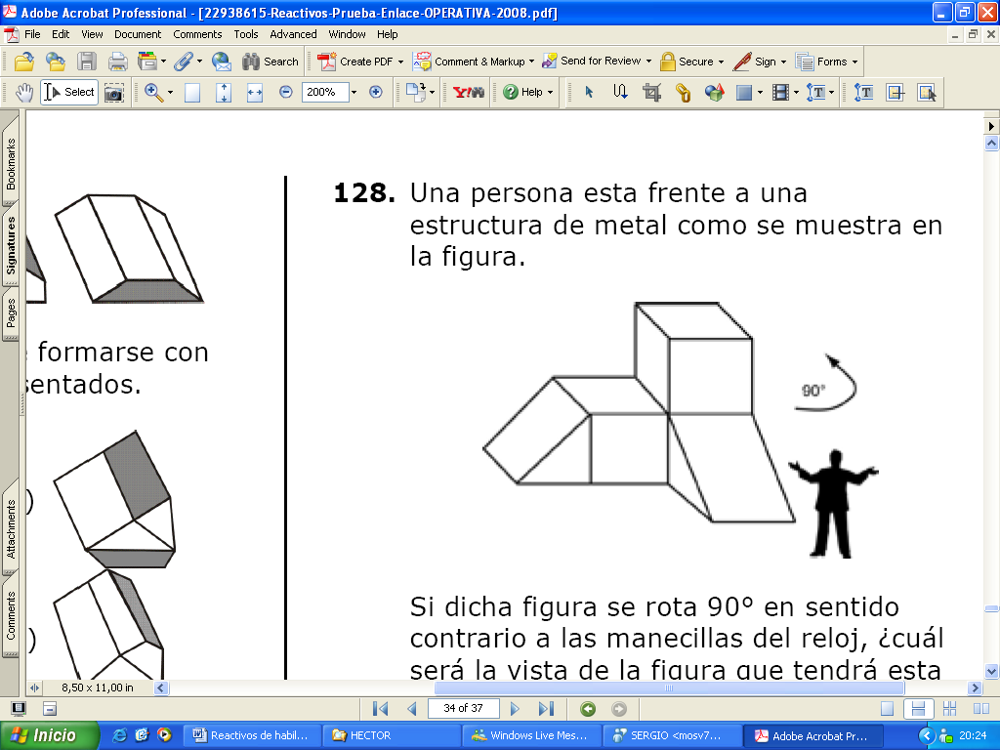 Adobe Acrobat Professional - [22938615-Reactivos-Prueba-Enlace-OPERATIVA-2008.pdf]
File Edit View Document Comments Tools Advanced Window Help
Search Create PDF Comment & Markup Send for Review Secure Sign Forms
Select 200% Y! Help
Bookmarks
Signatures
Pages
Attachments
Comments
128. Una persona esta frente a una
estructura de metal como se muestra en
la figura.
90°
formarse con
sentados.
)
)
Si dicha figura se rota 90º en sentido
contrario a las manecillas del reloj, ¿cuál
será la vista de la figura que tendrá esta
8,50 x 11,00 in
34 of 37
Inicio Reactivos de habil... HECTOR Windows Live Mes... SERGIO <mosv7... Adobe Acrobat Pr... 20:24